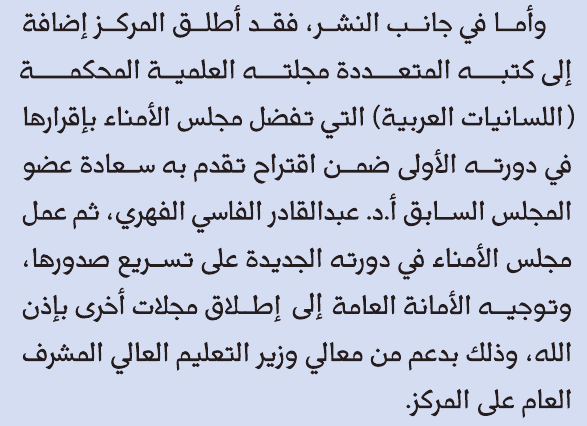 وأما في جانب النشر، فقد أطلق المركز إضافة
إلى كتبه المتعددة مجلته العلمية المحكمة
(اللسانيات العربية) التي تفضل مجلس الأمناء بإقرارها
في دورته الأولى ضمن اقتراح تقدم به سعادة عضو
المجلس السابق أ.د. عبدالقادر الفاسي الفهري، ثم عمل
مجلس الأمناء في دورته الجديدة على تسريع صدورها،
وتوجيه الأمانة العامة إلى إطلاق مجلات أخرى بإذن
الله، وذلك بدعم من معالي وزير التعليم العالي المشرف
العام على المركز.